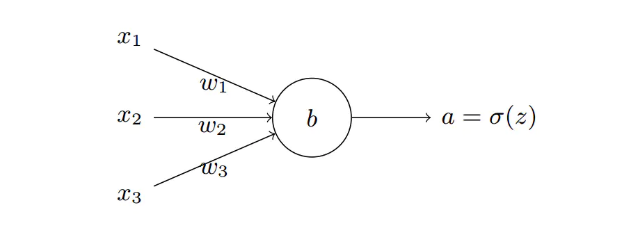 x₁
w₁
x₂
w₂
b
a = σ(z)
w₃
x₃